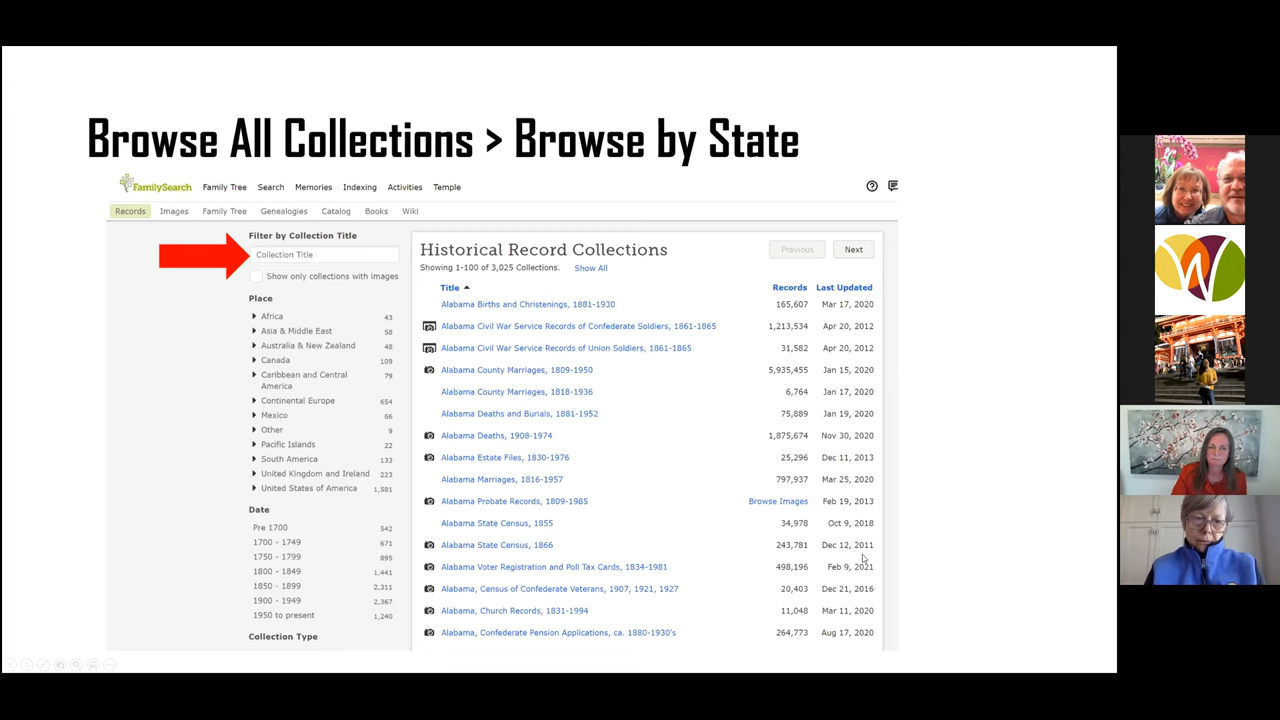 Browse All Collections > Browse by State
FamilySearch Family Tree Search Memories Indexing Activities Temple
Records Images Family Tree Genealogies Catalog Books Wiki
Filter by Collection Title
Collection Title
Show only collections with images
Place
Africa 43
Asia & Middle East 58
Australia & New Zealand 48
Canada 109
Caribbean and Central
America 79
Continental Europe 654
Mexico 66
Other 9
Pacific Islands 22
South America 133
United Kingdom and Ireland 223
United States of America 1,581
Date
Pre 1700 542
1700 - 1749 671
1750 - 1799 895
1800 - 1849 1,441
1850 - 1899 2,311
1900 - 1949 2,367
1950 to present 1,240
Collection Type
Historical Record Collections Previous Next
Showing 1-100 of 3,025 Collections. Show All
Title Records Last Updated
Alabama Births and Christenings, 1881-1930 165,607 Mar 17, 2020
Alabama Civil War Service Records of Confederate Soldiers, 1861-1865 1,213,534 Apr 20, 2012
Alabama Civil War Service Records of Union Soldiers, 1861-1865 31,582 Apr 20, 2012
Alabama County Marriages, 1809-1950 5,935,455 Jan 15, 2020
Alabama County Marriages, 1818-1936 6,764 Jan 17, 2020
Alabama Deaths and Burials, 1881-1952 75,889 Jan 19, 2020
Alabama Deaths, 1908-1974 1,875,674 Nov 30, 2020
Alabama Estate Files, 1830-1976 25,296 Dec 11, 2013
Alabama Marriages, 1816-1957 797,937 Mar 25, 2020
Alabama Probate Records, 1809-1985 Browse Images Feb 19, 2013
Alabama State Census, 1855 34,978 Oct 9, 2018
Alabama State Census, 1866 243,781 Dec 12, 2011
Alabama Voter Registration and Poll Tax Cards, 1834-1981 498,196 Feb 9, 2021
Alabama, Census of Confederate Veterans, 1907, 1921, 1927 20,403 Dec 21, 2016
Alabama, Church Records, 1831-1994 11,048 Mar 11, 2020
Alabama, Confederate Pension Applications, ca. 1880-1930's 264,773 Aug 17, 2020